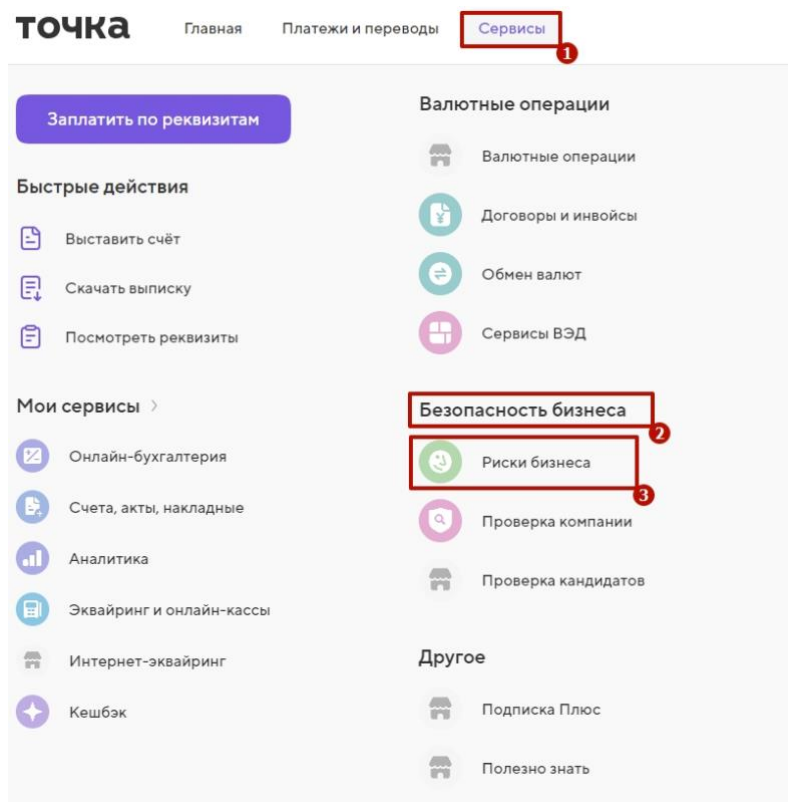 точка
Главная
Платежи и переводы
Сервисы
1
Заплатить по реквизитам
Быстрые действия
Выставить счёт
Скачать выписку
Посмотреть реквизиты
Мои сервисы
Онлайн-бухгалтерия
Счета, акты, накладные
Аналитика
Эквайринг и онлайн-кассы
Интернет-эквайринг
Кешбэк
Валютные операции
Валютные операции
Договоры и инвойсы
Обмен валют
Сервисы ВЭД
Безопасность бизнеса
2
Риски бизнеса
3
Проверка компании
Проверка кандидатов
Другое
Подписка Плюс
Полезно знать